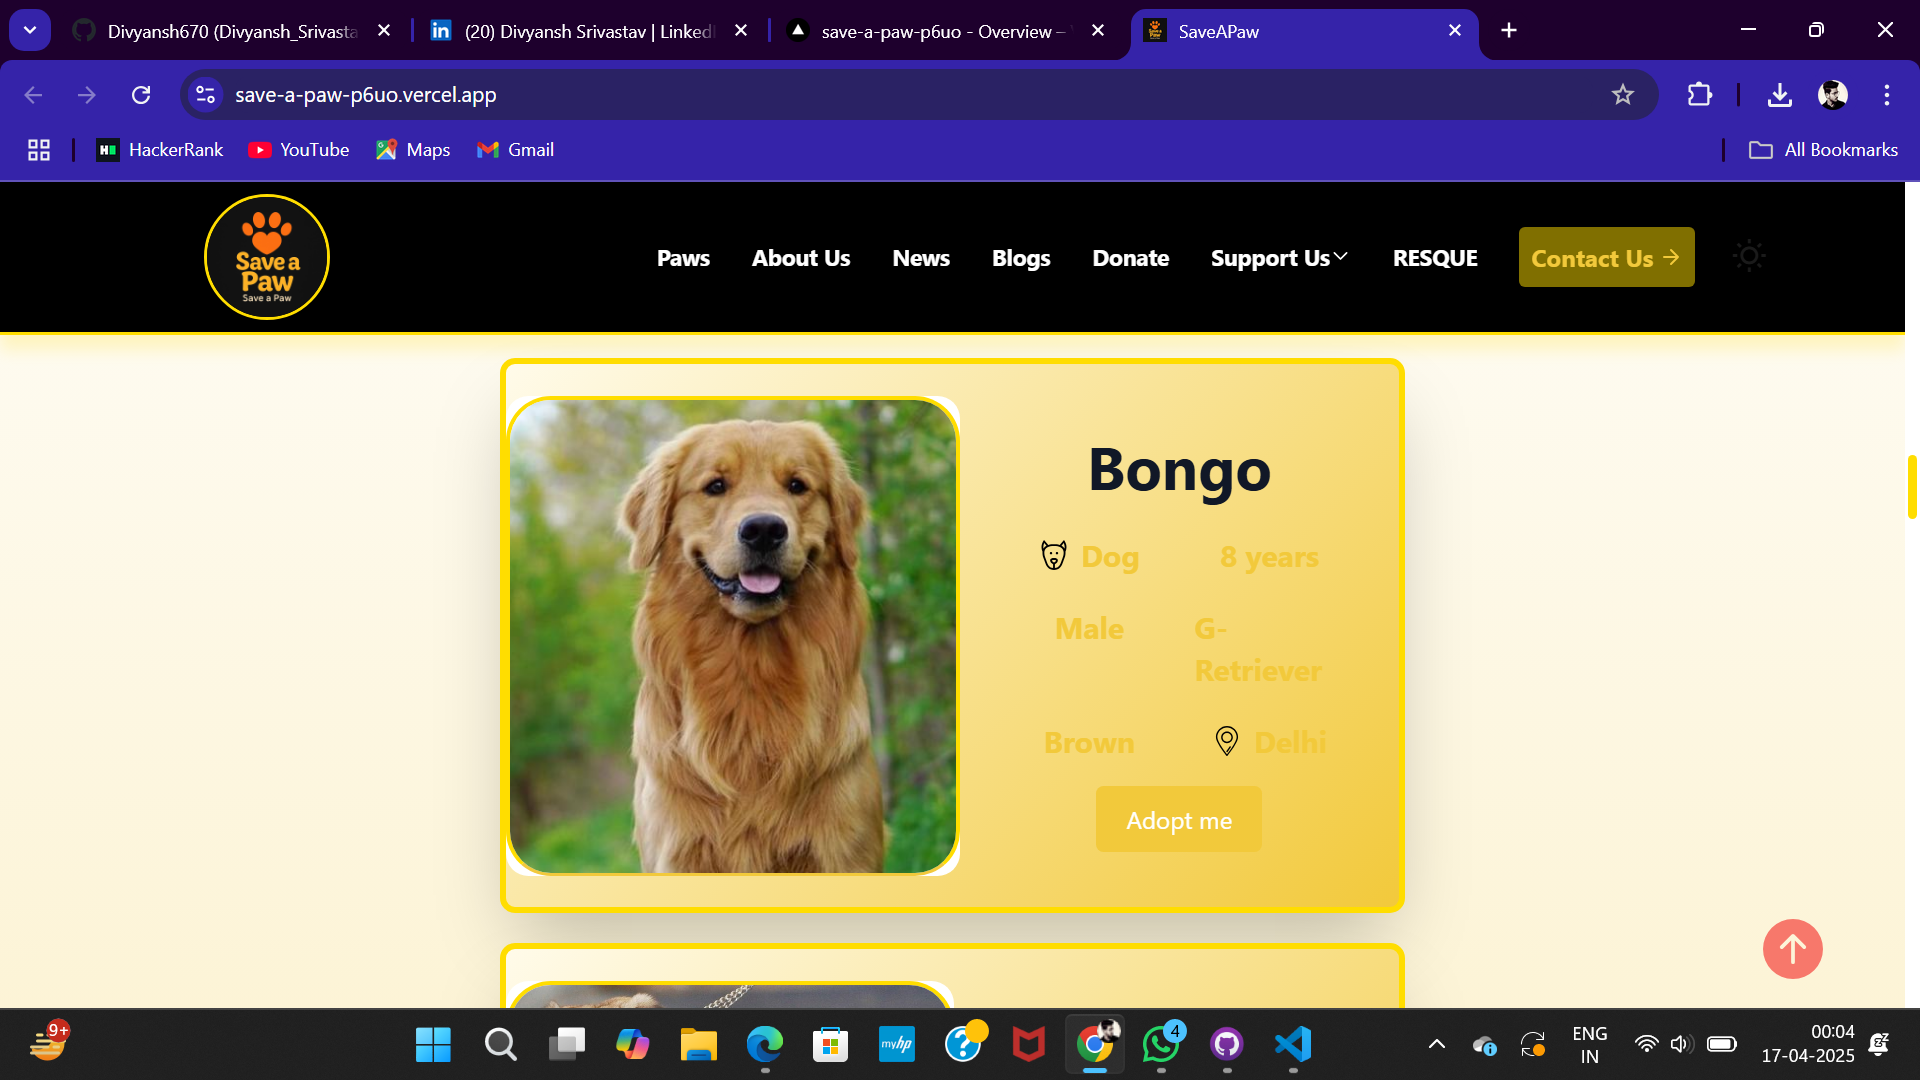 Divyansh670 (Divyansh_Srivasta
(20) Divyansh Srivastav | Linked
save-a-paw-p6uo - Overview –
SaveAPaw
save-a-paw-p6uo.vercel.app
HackerRank
YouTube
Maps
Gmail
All Bookmarks
Save a
Paw
Save a Paw
Paws
About Us
News
Blogs
Donate
Support Us
RESQUE
Contact Us
Bongo
Dog
8 years
Male
G-
Retriever
Brown
Delhi
Adopt me
9+
myhp
4
ENG
IN
00:04
17-04-2025